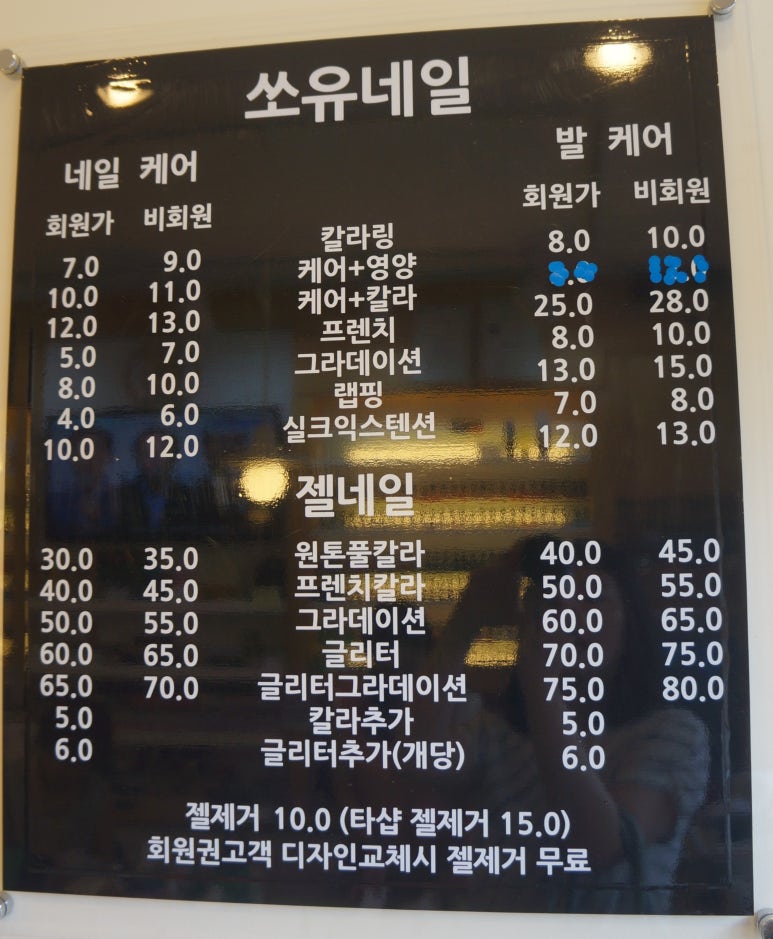 쏘유네일
네일 케어 발 케어
회원가 비회원 회원가 비회원
7.0 9.0 칼라링 8.0 10.0
10.0 11.0 케어+영양
12.0 13.0 케어+칼라 25.0 28.0
5.0 7.0 프렌치 8.0 10.0
8.0 10.0 그라데이션 13.0 15.0
4.0 6.0 랩핑 7.0 8.0
10.0 12.0 실크익스텐션 12.0 13.0
젤네일
30.0 35.0 원톤풀칼라 40.0 45.0
40.0 45.0 프렌치칼라 50.0 55.0
50.0 55.0 그라데이션 60.0 65.0
60.0 65.0 글리터 70.0 75.0
65.0 70.0 글리터그라데이션 75.0 80.0
5.0 칼라추가 5.0
6.0 글리터추가(개당) 6.0
젤제거 10.0 (타샵 젤제거 15.0)
회원권고객 디자인교체시 젤제거 무료